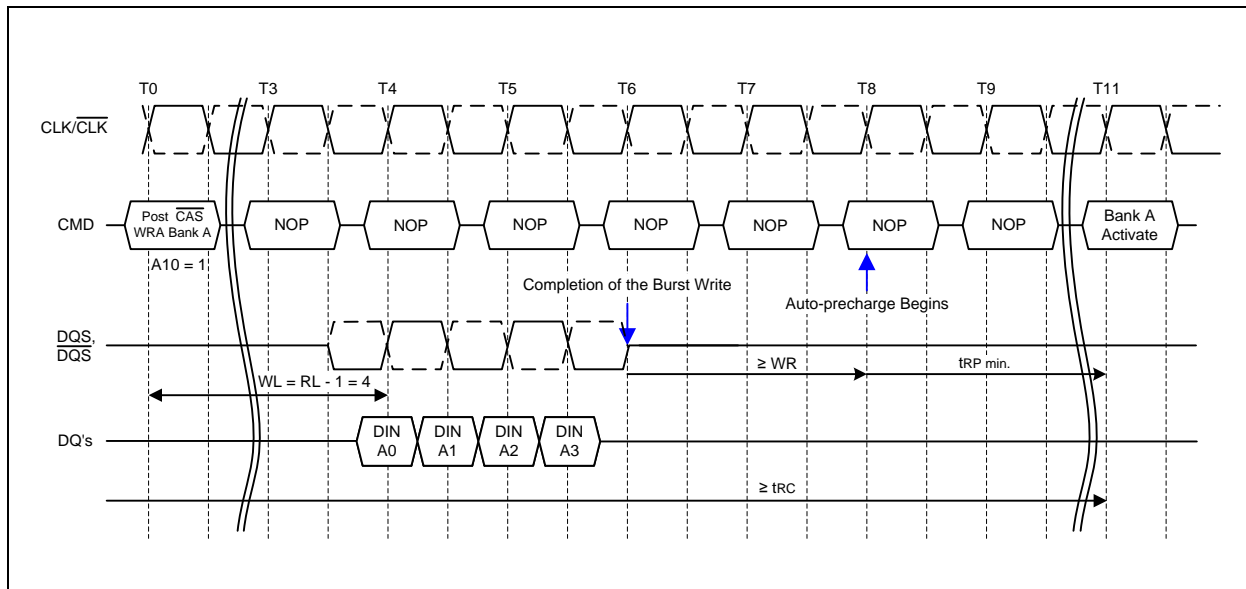 T0 T3 T4 T5 T6 T7 T8 T9 T11
CLK/CLK
CMD
Post CAS
WRA Bank A
NOP NOP NOP NOP NOP NOP NOP
Bank A
Activate
A10 = 1
Completion of the Burst Write
Auto-precharge Begins
DQS,
DQS
≥ WR
tRP min.
WL = RL - 1 = 4
DQ's
DIN
A0
DIN
A1
DIN
A2
DIN
A3
≥ tRC